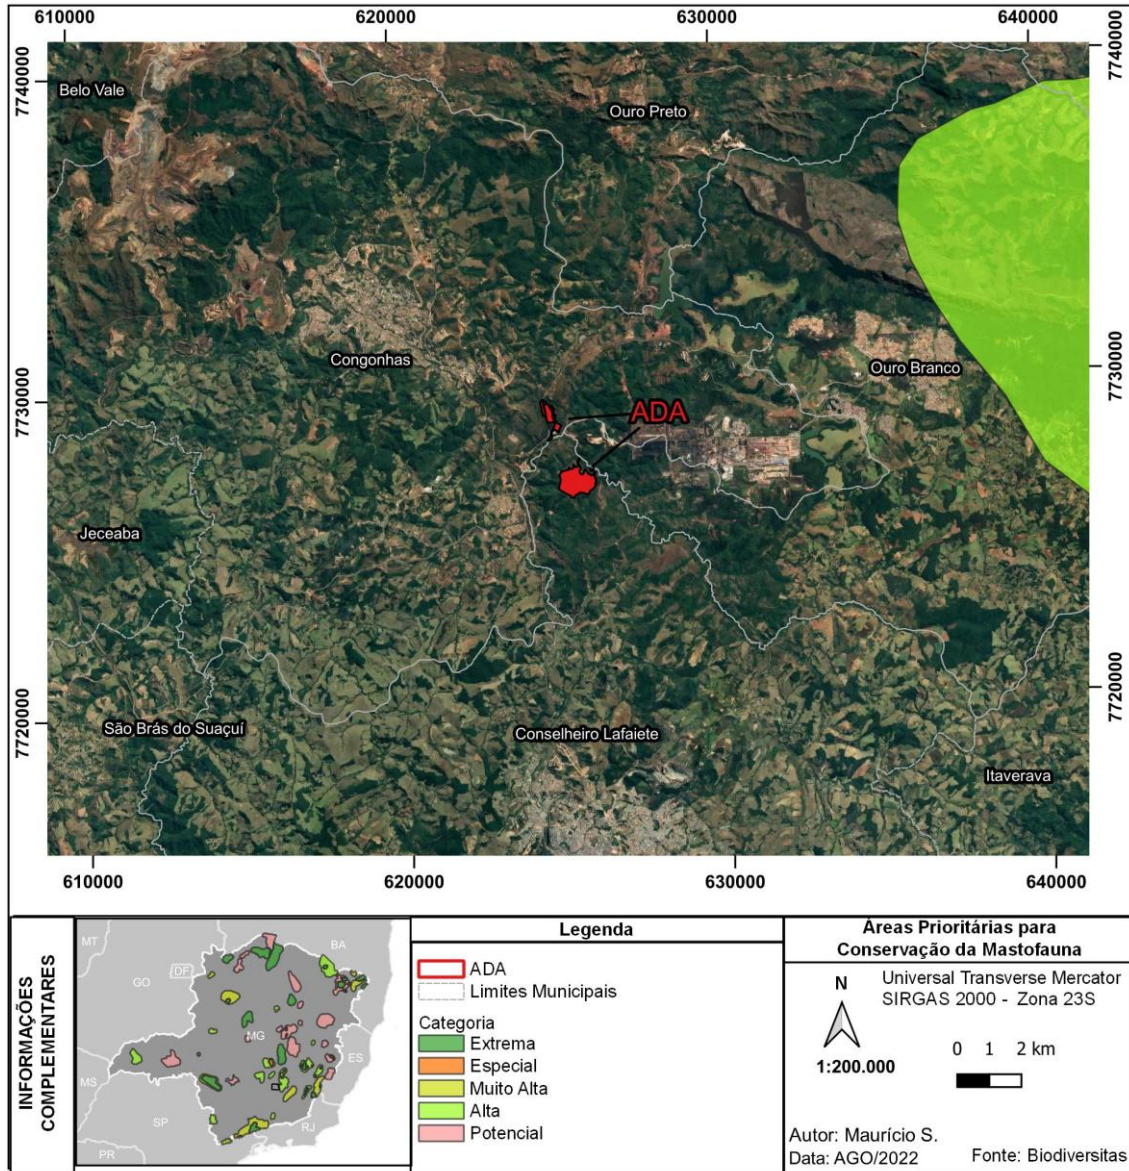 610000 620000 630000 640000
7740000
7740000
Belo Vale
Ouro Preto
7730000
7730000
Congonhas
Ouro Branco
ADA
Jeceaba
7720000
7720000
São Brás do Suaçuí
Conselheiro Lafaiete
Itaverava
610000 620000 630000 640000
INFORMAÇÕES
COMPLEMENTARES
MT
BA
GO
DF
MG
ES
MS
SP
RJ
PR
Legenda
ADA
Limites Municipais
Categoria
Extrema
Especial
Muito Alta
Alta
Potencial
Áreas Prioritárias para
Conservação da Mastofauna
N
Universal Transverse Mercator
SIRGAS 2000 - Zona 23S
1:200.000
0 1 2 km
Autor: Maurício S.
Data: AGO/2022
Fonte: Biodiversitas